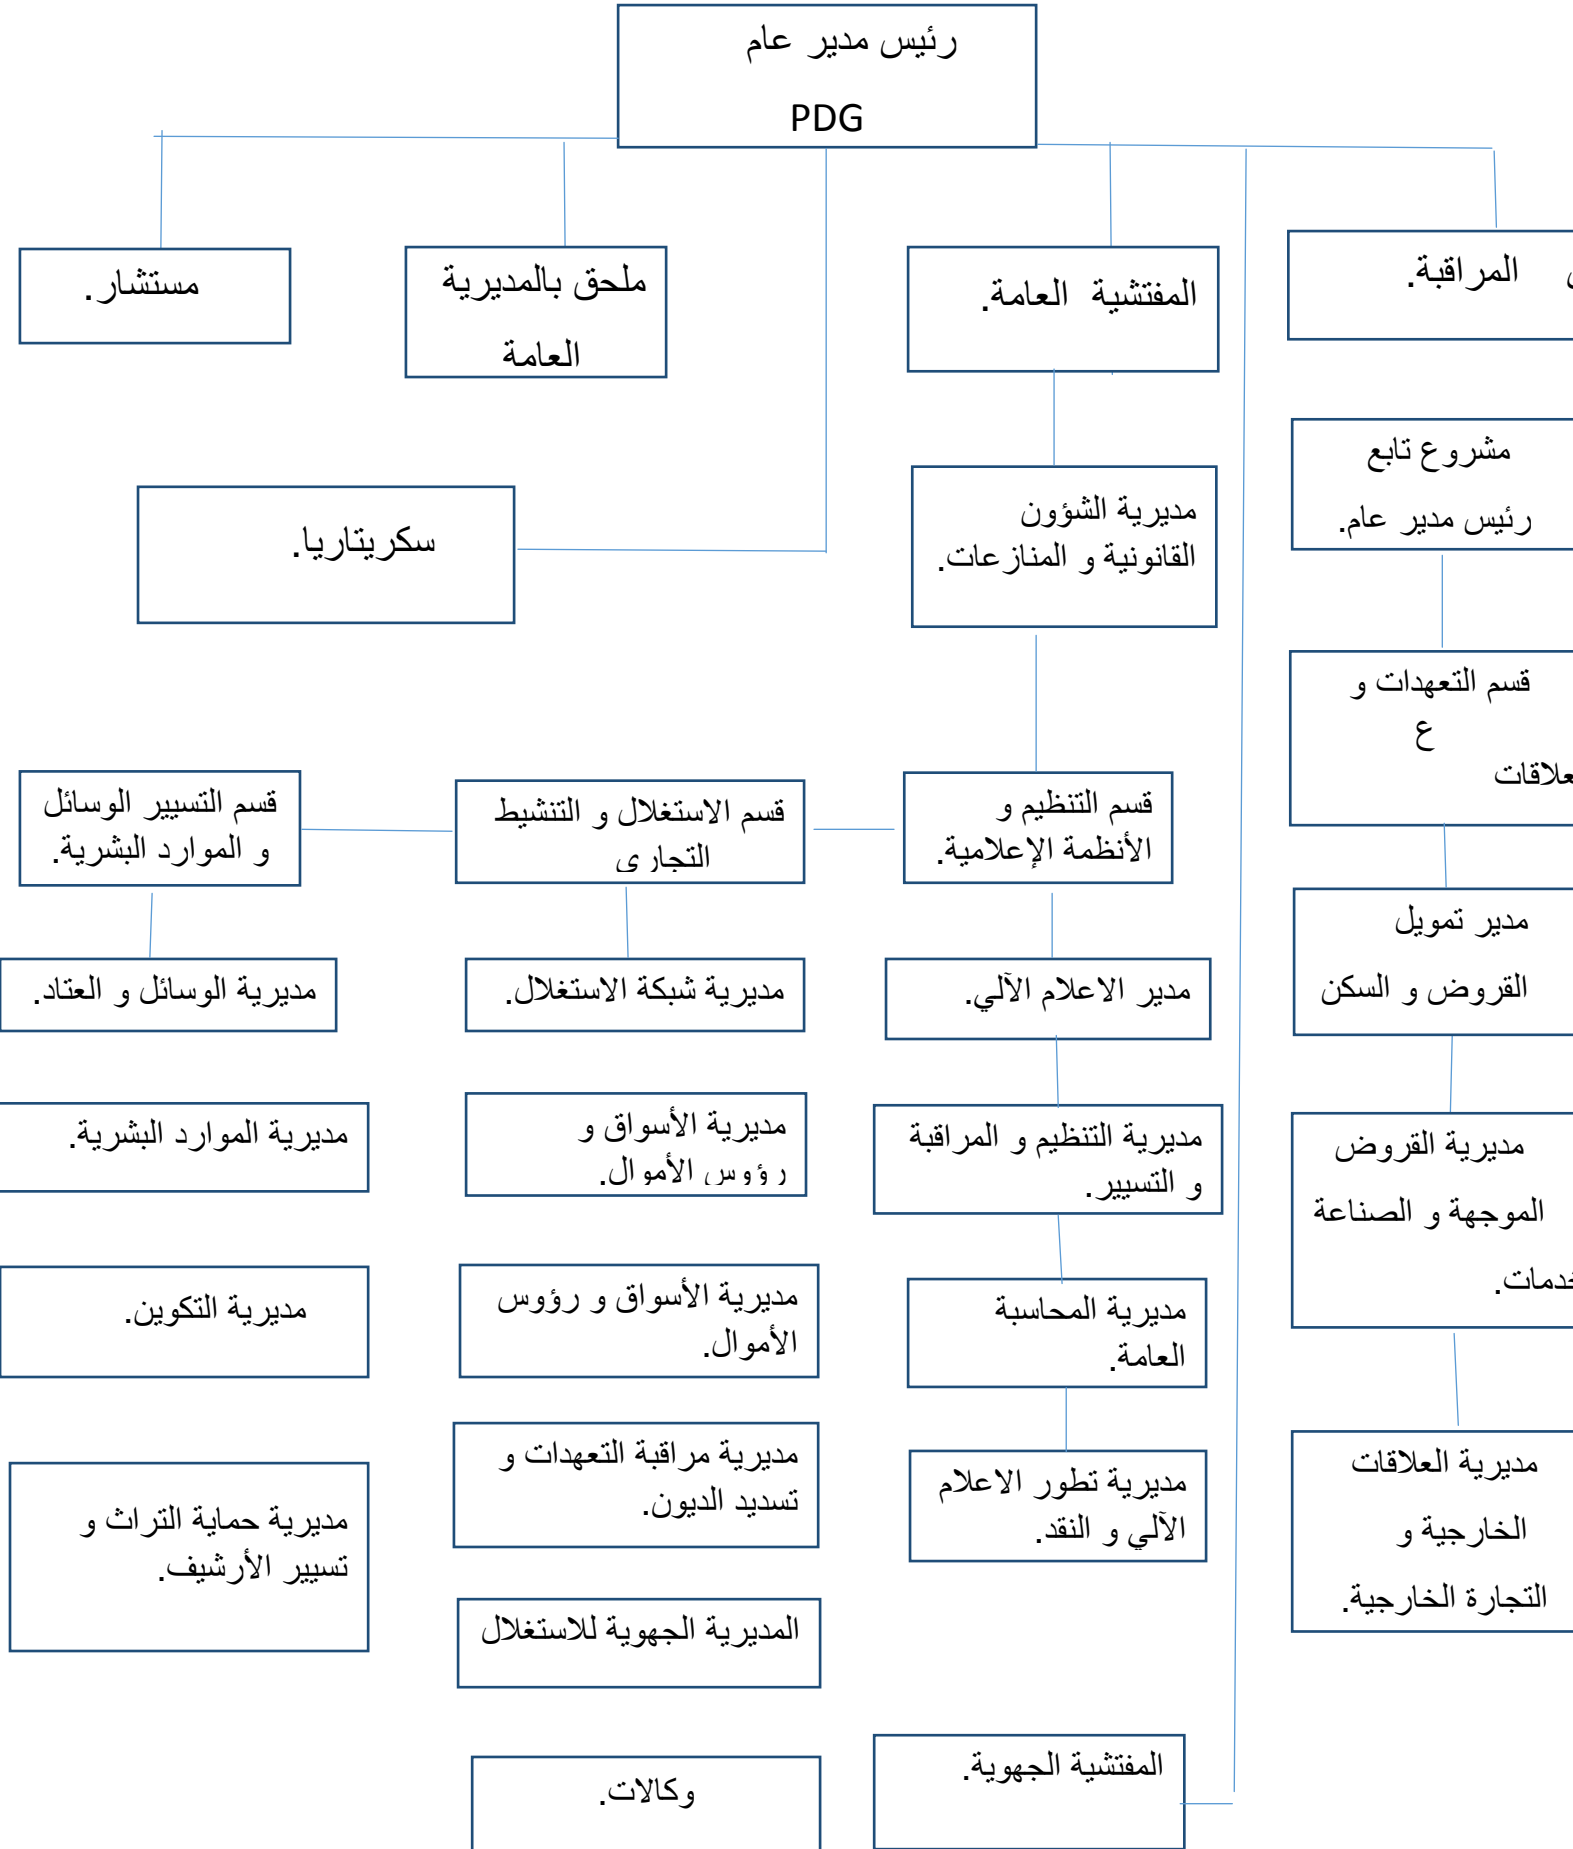 رئيس مدير عام
PDG
المراقبة.
المفتشية العامة.
ملحق بالمديرية
العامة
مستشار.
مشروع تابع
رئيس مدير عام.
مديرية الشؤون
القانونية و المنازعات.
سكريتاريا.
قسم التعهدات و
ع
علاقات
قسم التنظيم و
الأنظمة الإعلامية.
قسم الاستغلال و التنشيط
التجاري
قسم التسيير الوسائل
و الموارد البشرية.
مدير تمويل
القروض و السكن
مدير الاعلام الآلي.
مديرية شبكة الاستغلال.
مديرية الوسائل و العتاد.
مديرية القروض
الموجهة و الصناعة
خدمات.
مديرية التنظيم و المراقبة
و التسيير.
مديرية الأسواق و
رؤوس الأموال.
مديرية الموارد البشرية.
مديرية المحاسبة
العامة.
مديرية الأسواق و رؤوس
الأموال.
مديرية التكوين.
مديرية العلاقات
الخارجية و
التجارة الخارجية.
مديرية تطور الاعلام
الآلي و النقد.
مديرية مراقبة التعهدات و
تسديد الديون.
مديرية حماية التراث و
تسيير الأرشيف.
المديرية الجهوية للاستغلال
المفتشية الجهوية.
وكالات.